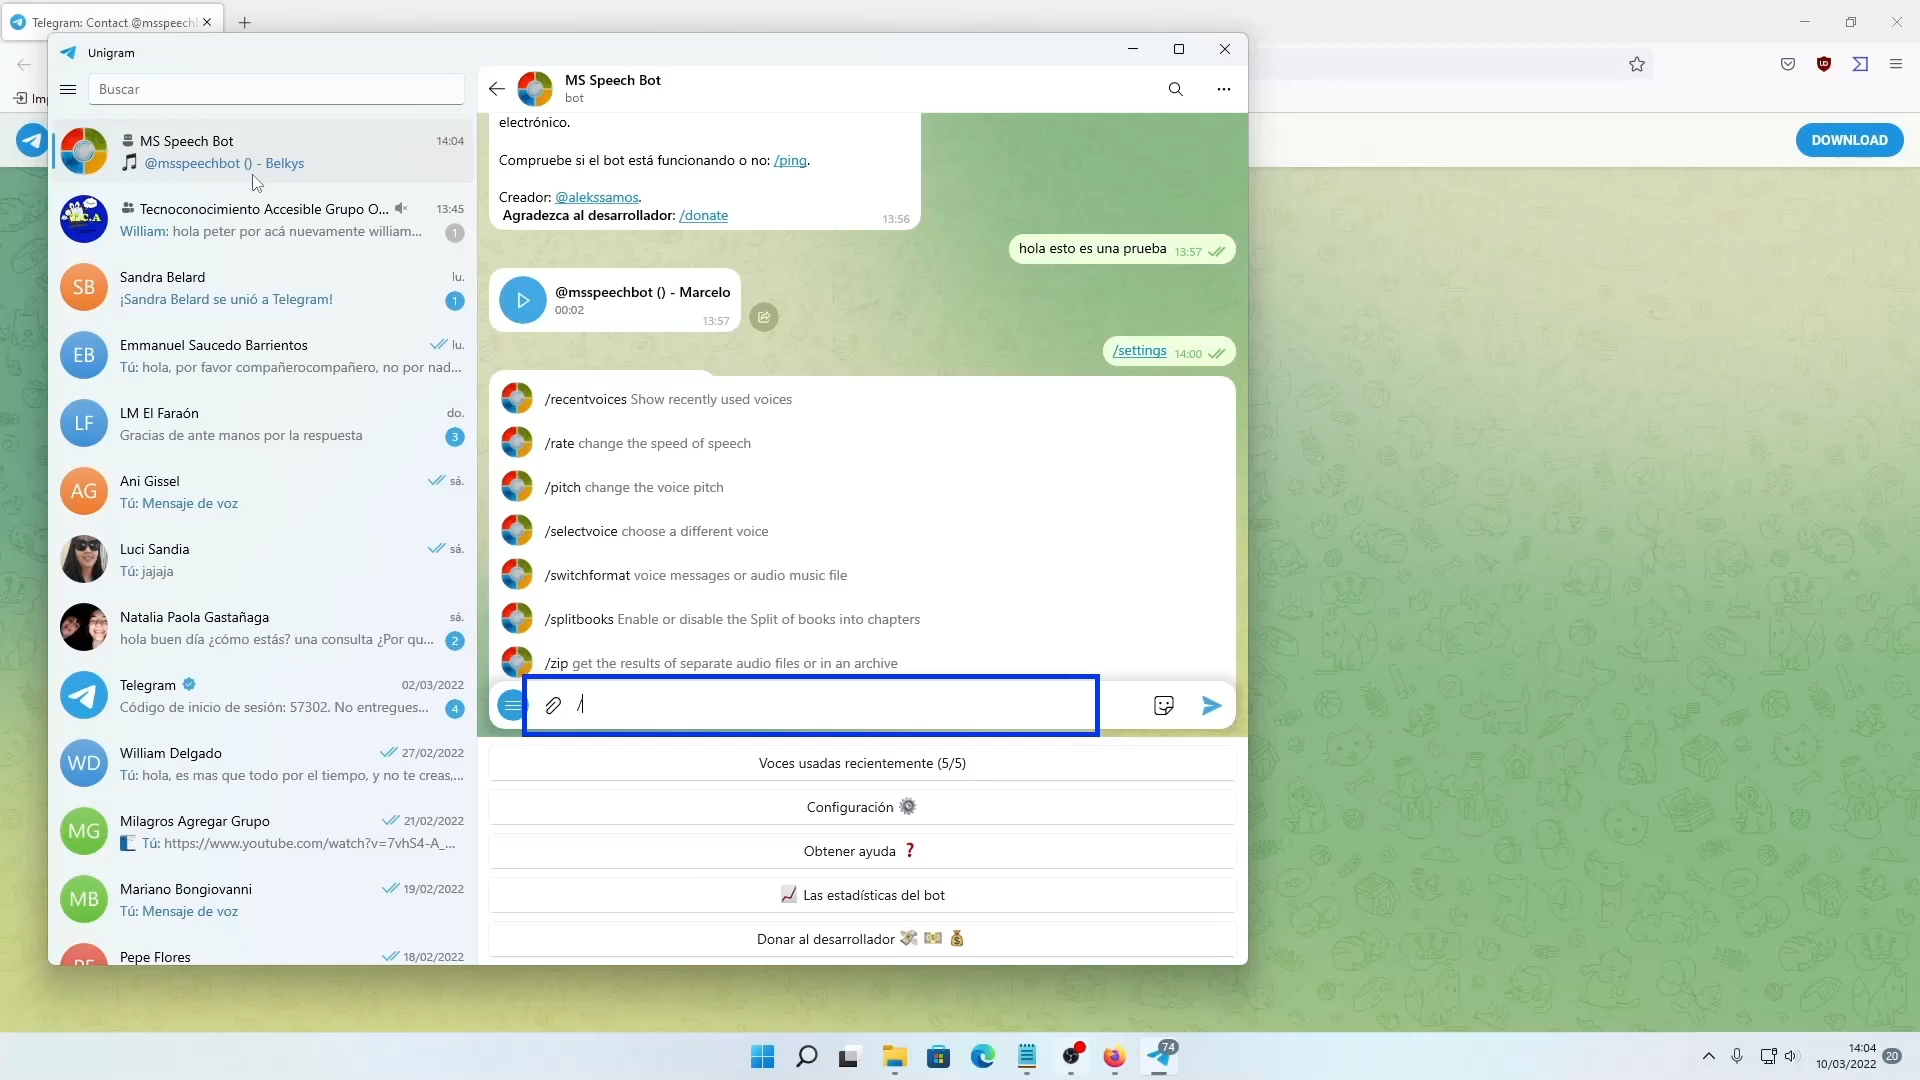 Telegram: Contact @msspeech
Unigram
Imp
Buscar
MS Speech Bot
14:04
@msspeechbot () - Belkys
Tecnoconocimiento Accesible Grupo O...
13:45
William: hola peter por acá nuevamente william...
1
SB
Sandra Belard
lu.
¡Sandra Belard se unió a Telegram!
1
EB
Emmanuel Saucedo Barrientos
lu.
Tú: hola, por favor compañerocompañero, no por nad...
LF
LM El Faraón
do.
Gracias de ante manos por la respuesta
3
AG
Ani Gissel
sá.
Tú: Mensaje de voz
Luci Sandia
sá.
Tú: jajaja
Natalia Paola Gastañaga
sá.
hola buen día ¿cómo estás? una consulta ¿Por qu...
2
Telegram
02/03/2022
Código de inicio de sesión: 57302. No entregues...
4
WD
William Delgado
27/02/2022
Tú: hola, es mas que todo por el tiempo, y no te creas,...
MG
Milagros Agregar Grupo
21/02/2022
Tú: https://www.youtube.com/watch?v=7vhS4-A_...
MB
Mariano Bongiovanni
19/02/2022
Tú: Mensaje de voz
Pepe Flores
18/02/2022
MS Speech Bot
bot
electrónico.
Compruebe si el bot está funcionando o no: /ping.
Creador: @alekssamos.
Agradezca al desarrollador: /donate
13:56
hola esto es una prueba 13:57
@msspeechbot () - Marcelo
00:02
13:57
/settings 14:00
/recentvoices Show recently used voices
/rate change the speed of speech
/pitch change the voice pitch
/selectvoice choose a different voice
/switchformat voice messages or audio music file
/splitbooks Enable or disable the Split of books into chapters
/zip get the results of separate audio files or in an archive
/
Voces usadas recientemente (5/5)
Configuración
Obtener ayuda ❓
Las estadísticas del bot
Donar al desarrollador
DOWNLOAD
74
14:04
10/03/2022
20